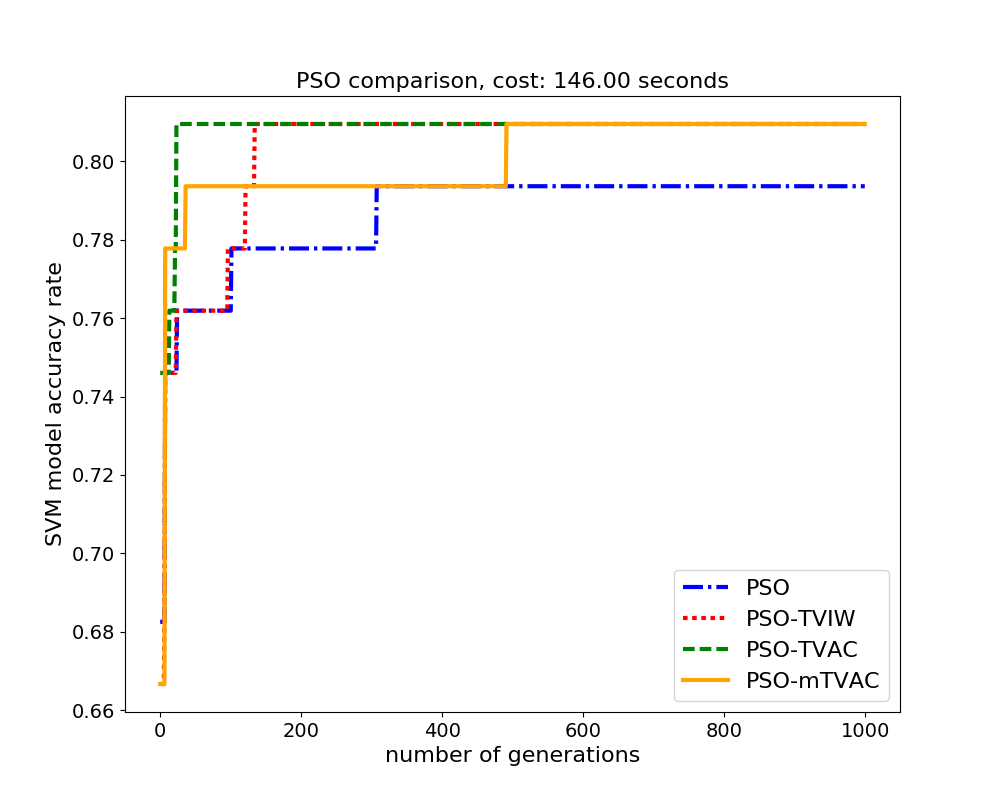 PSO comparison, cost: 146.00 seconds
SVM model accuracy rate
0.80
0.78
0.76
0.74
0.72
0.70
0.68
0.66
0
200
400
600
800
1000
number of generations
PSO
PSO-TVIW
PSO-TVAC
PSO-mTVAC